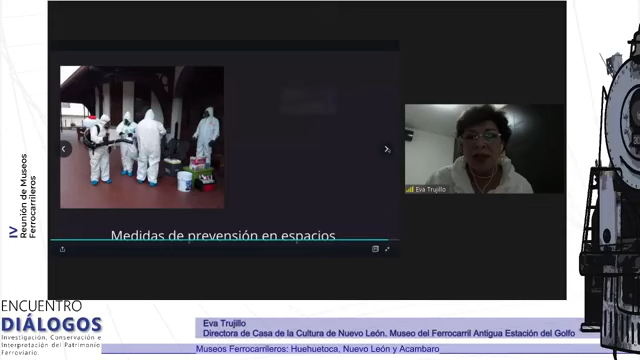 IV
Reunión de Museos
Ferrocarrileros
Medidas de prevención en espacios
Eva Trujillo
ENCUENTRO
DIÁLOGOS
Investigación, Conservación e
Interpretación del Patrimonio
Ferroviario.
Eva Trujillo
Directora de Casa de la Cultura de Nuevo León. Museo del Ferrocarril Antigua Estación del Golfo
Museos Ferrocarrileros: Huehuetoca, Nuevo León y Acambaro